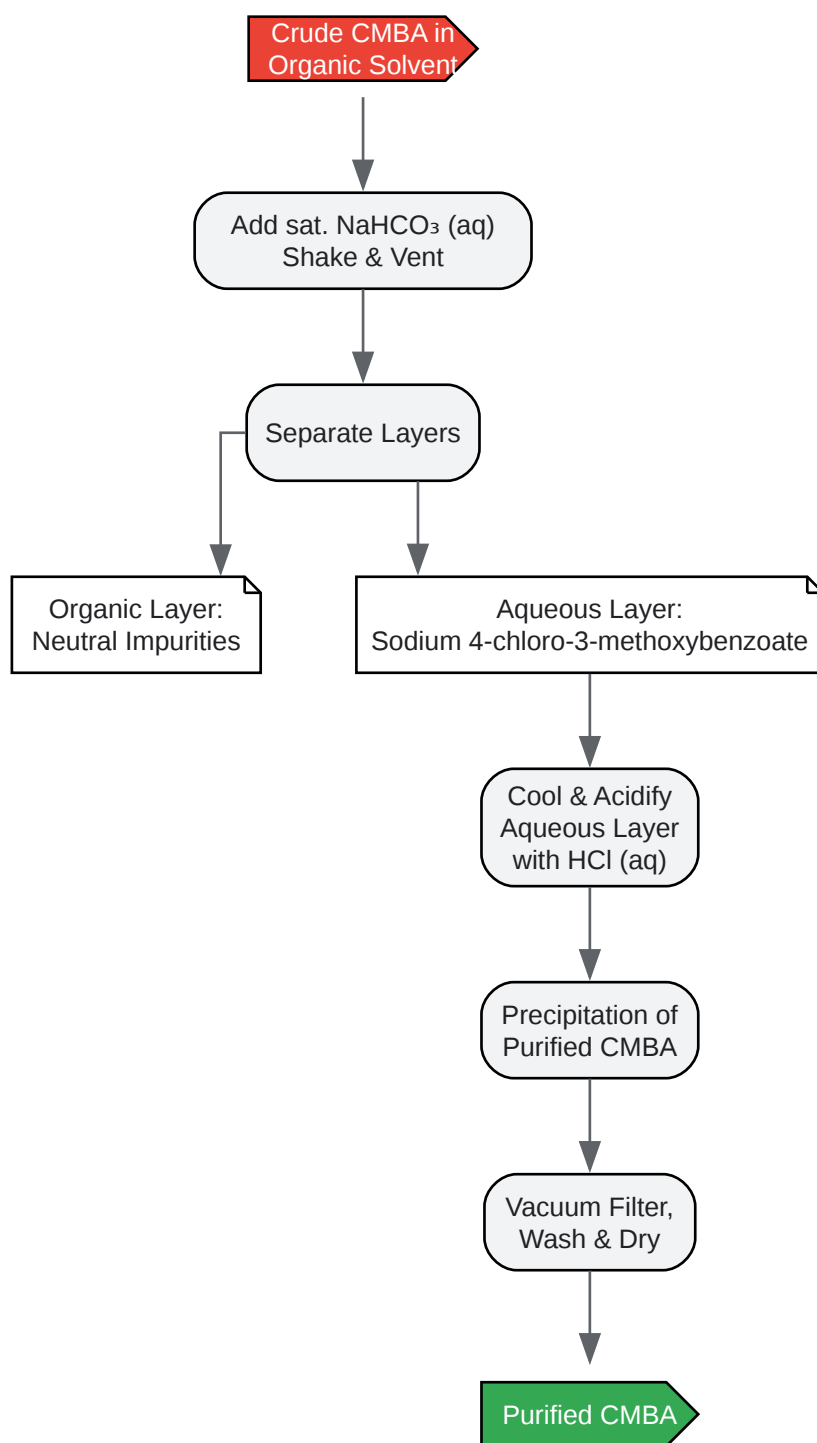 Crude CMBA in
Organic Solvent
Add sat. NaHCO₃ (aq)
Shake & Vent
Separate Layers
Organic Layer:
Neutral Impurities
Aqueous Layer:
Sodium 4-chloro-3-methoxybenzoate
Cool & Acidify
Aqueous Layer
with HCl (aq)
Precipitation of
Purified CMBA
Vacuum Filter,
Wash & Dry
Purified CMBA